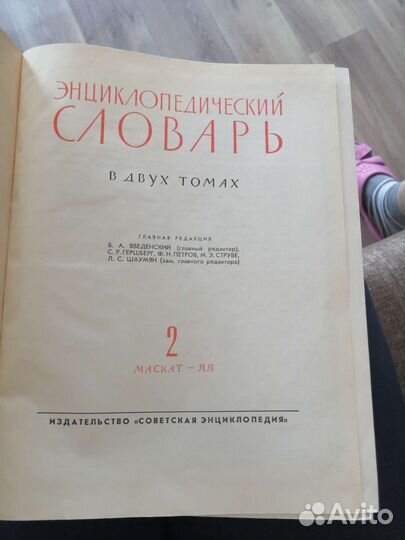 ЭНЦИКЛОПЕДИЧЕСКИЙ
СЛОВАРЬ
В ДВУХ ТОМАХ
ГЛАВНАЯ РЕДАКЦИЯ
Б. А. ВВЕДЕНСКИЙ (главный редактор),
С. Р. ГЕРШБЕРГ, Ф. Н. ПЕТРОВ, М. Э. СТРУВЕ,
Л. С. ШАУМЯН (зам. главного редактора)
2
МАСКАТ – ЯЯ
ИЗДАТЕЛЬСТВО «СОВЕТСКАЯ ЭНЦИКЛОПЕДИЯ»
Avito